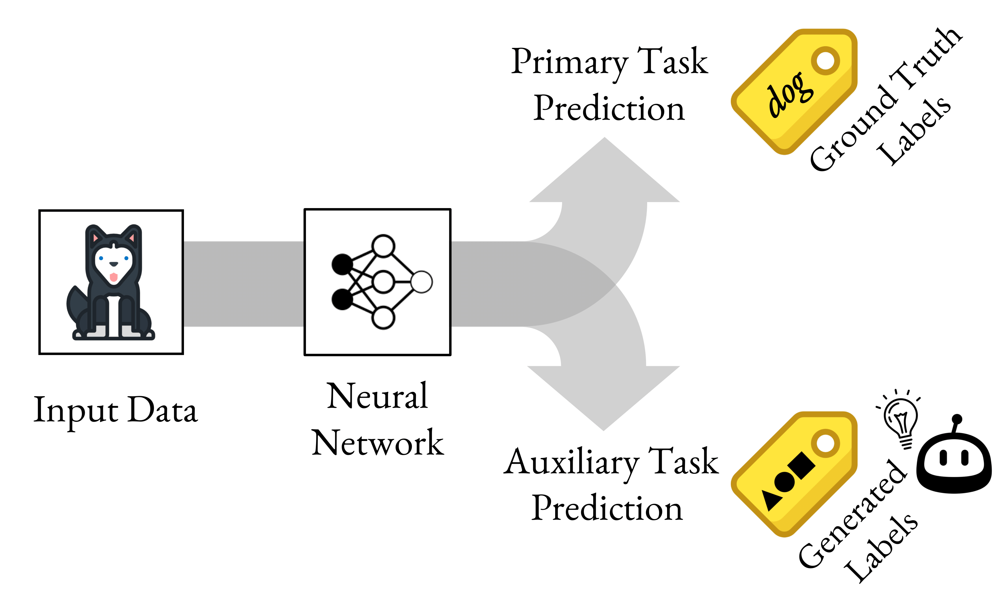 Primary Task
Prediction
dog
Ground Truth
Labels
Input Data
Neural
Network
Auxiliary Task
Prediction
Generated
Labels